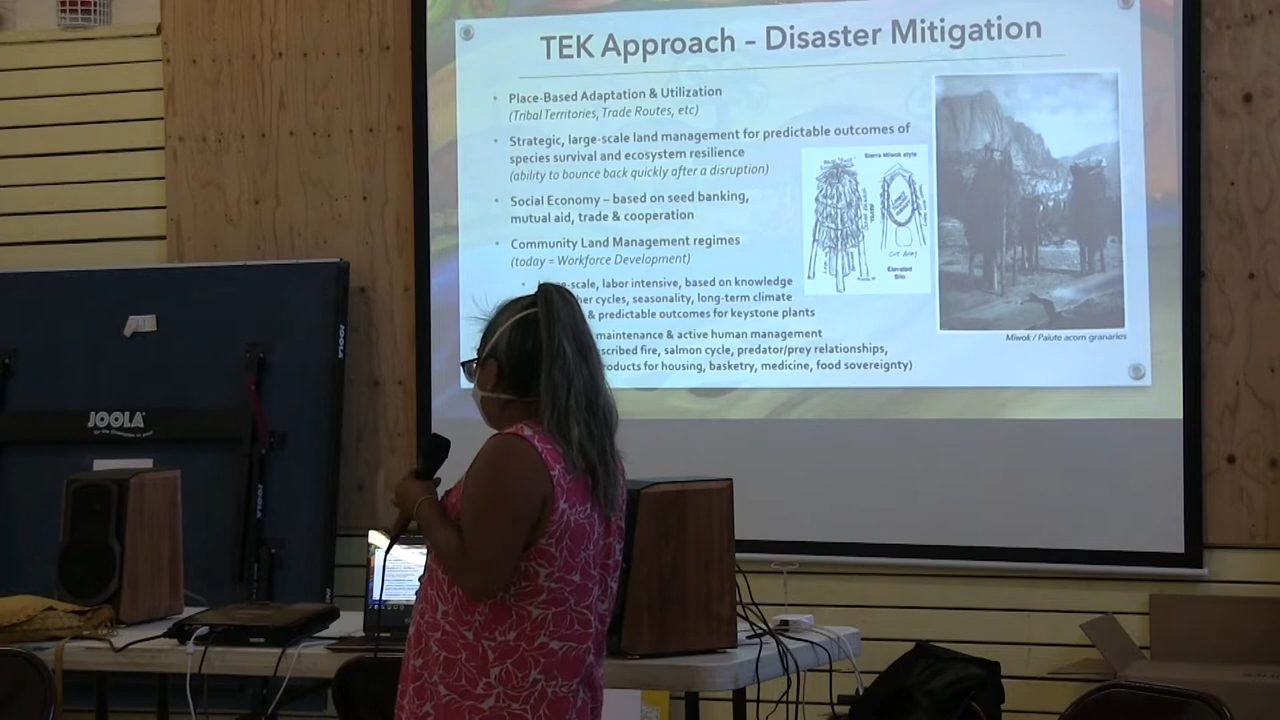 TEK Approach – Disaster Mitigation
• Place-Based Adaptation & Utilization
(Tribal Territories, Trade Routes, etc)
• Strategic, large-scale land management for predictable outcomes of
species survival and ecosystem resilience
(ability to bounce back quickly after a disruption)
• Social Economy – based on seed banking,
mutual aid, trade & cooperation
• Community Land Management regimes
(today = Workforce Development)
-scale, labor intensive, based on knowledge
cycles, seasonality, long-term climate
& predictable outcomes for keystone plants
maintenance & active human management
fire, salmon cycle, predator/prey relationships,
for housing, basketry, medicine, food sovereignty)
Sierra Miwok style
Cut Away
Elevated
Silo
Miwok / Paiute acorn granaries
JOOLA
JOOLA
JOOLA